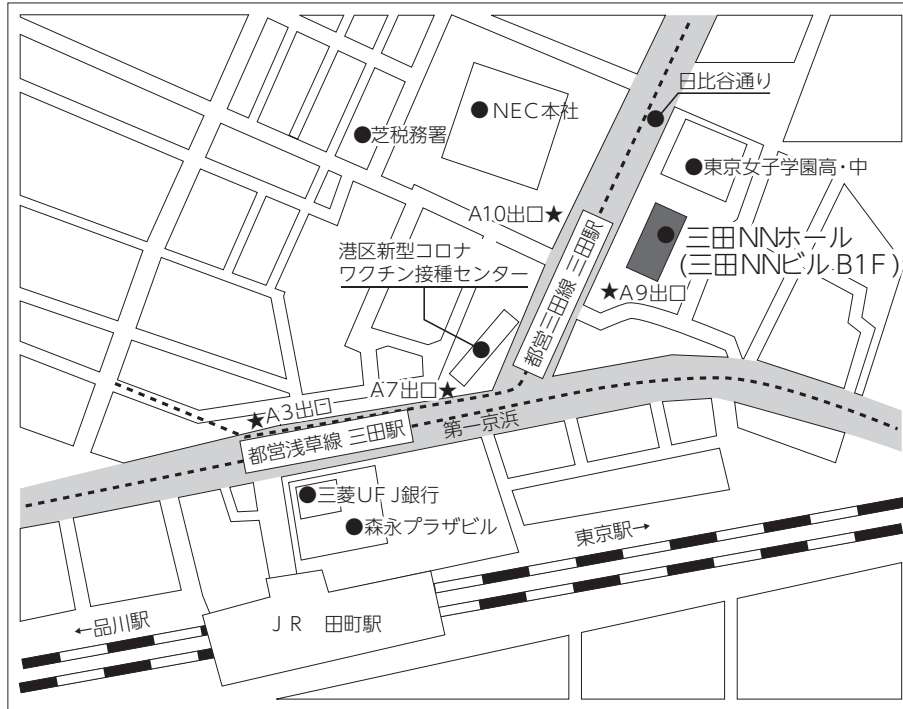 日比谷通り
●NEC本社
●芝税務署
●東京女子学園高・中
A10出口★
●三田NNホール
(三田NNビルB1F)
港区新型コロナ
ワクチン接種センター
都営三田線 三田駅
★A9出口
A7出口★
★A3出口
第一京浜
都営浅草線 三田駅
●三菱UFJ銀行
●森永プラザビル
東京駅→
←品川駅
JR 田町駅